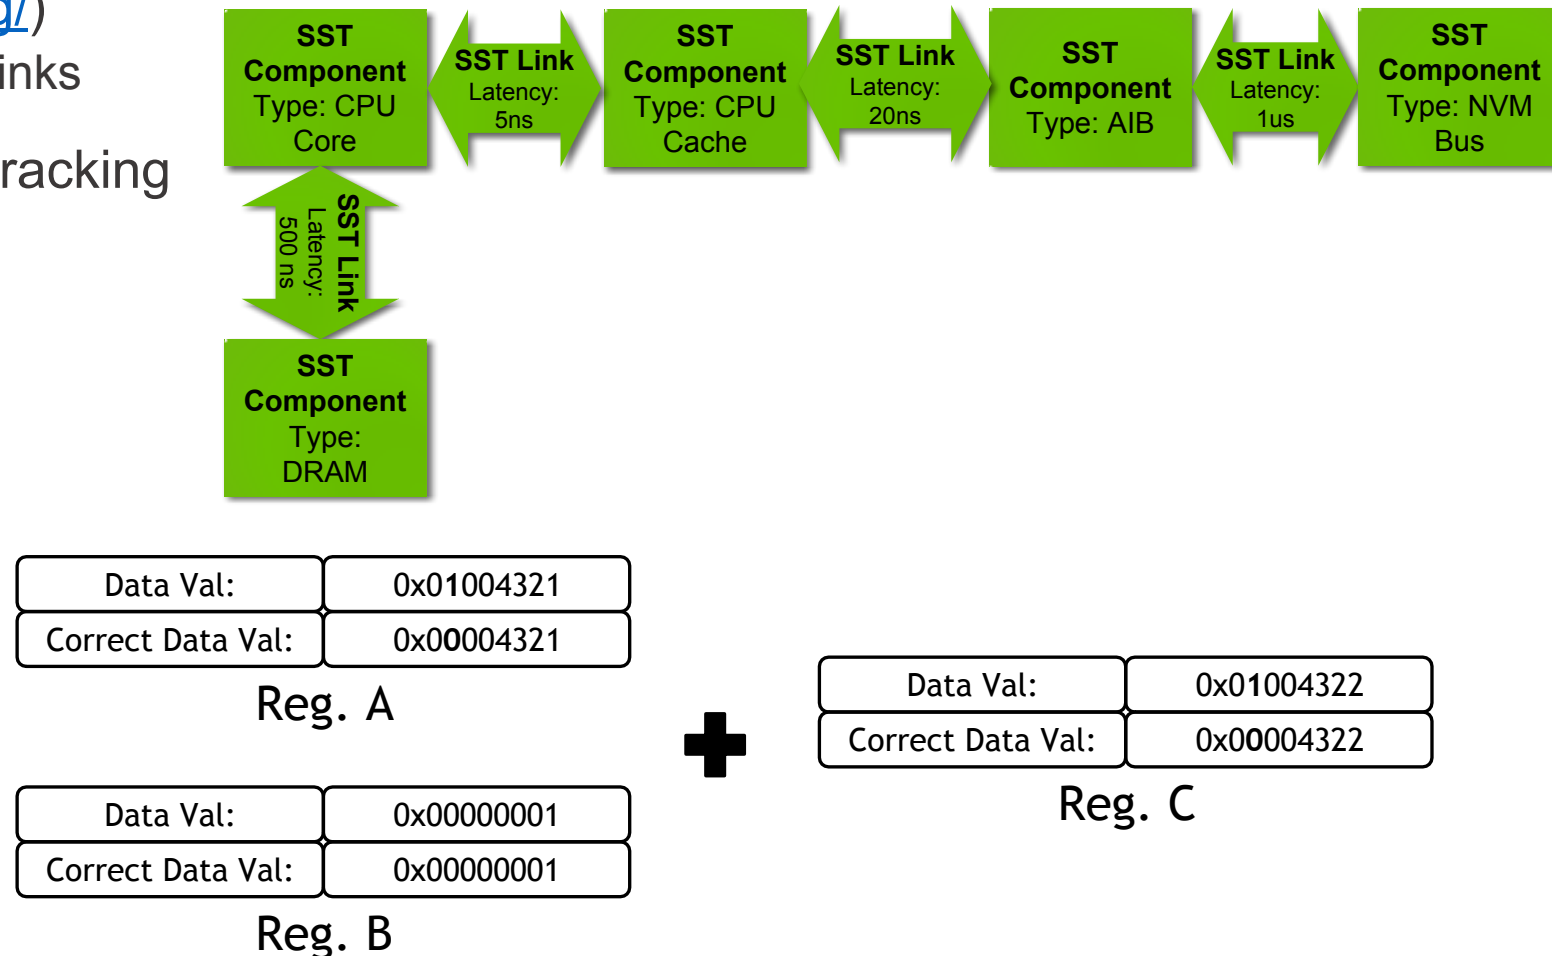 g/)
inks
racking
SST
Component
Type: CPU
Core
SST Link
Latency:
5ns
SST
Component
Type: CPU
Cache
SST Link
Latency:
20ns
SST
Component
Type: AIB
SST Link
Latency:
1us
SST
Component
Type: NVM
Bus
SST Link
Latency:
500 ns
SST
Component
Type:
DRAM
Data Val: 0x01004321
Correct Data Val: 0x00004321
Reg. A
Data Val: 0x00000001
Correct Data Val: 0x00000001
Reg. B
Data Val: 0x01004322
Correct Data Val: 0x00004322
Reg. C